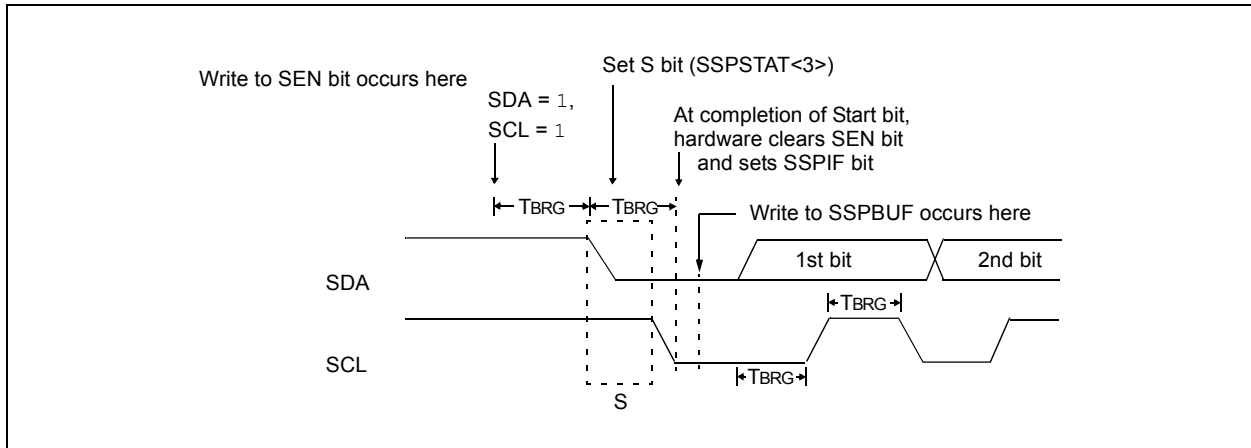 Write to SEN bit occurs here
Set S bit (SSPSTAT<3>)
SDA = 1,
SCL = 1
At completion of Start bit,
hardware clears SEN bit
and sets SSPIF bit
TBRG
TBRG
Write to SSPBUF occurs here
SDA
1st bit
2nd bit
TBRG
SCL
TBRG
S